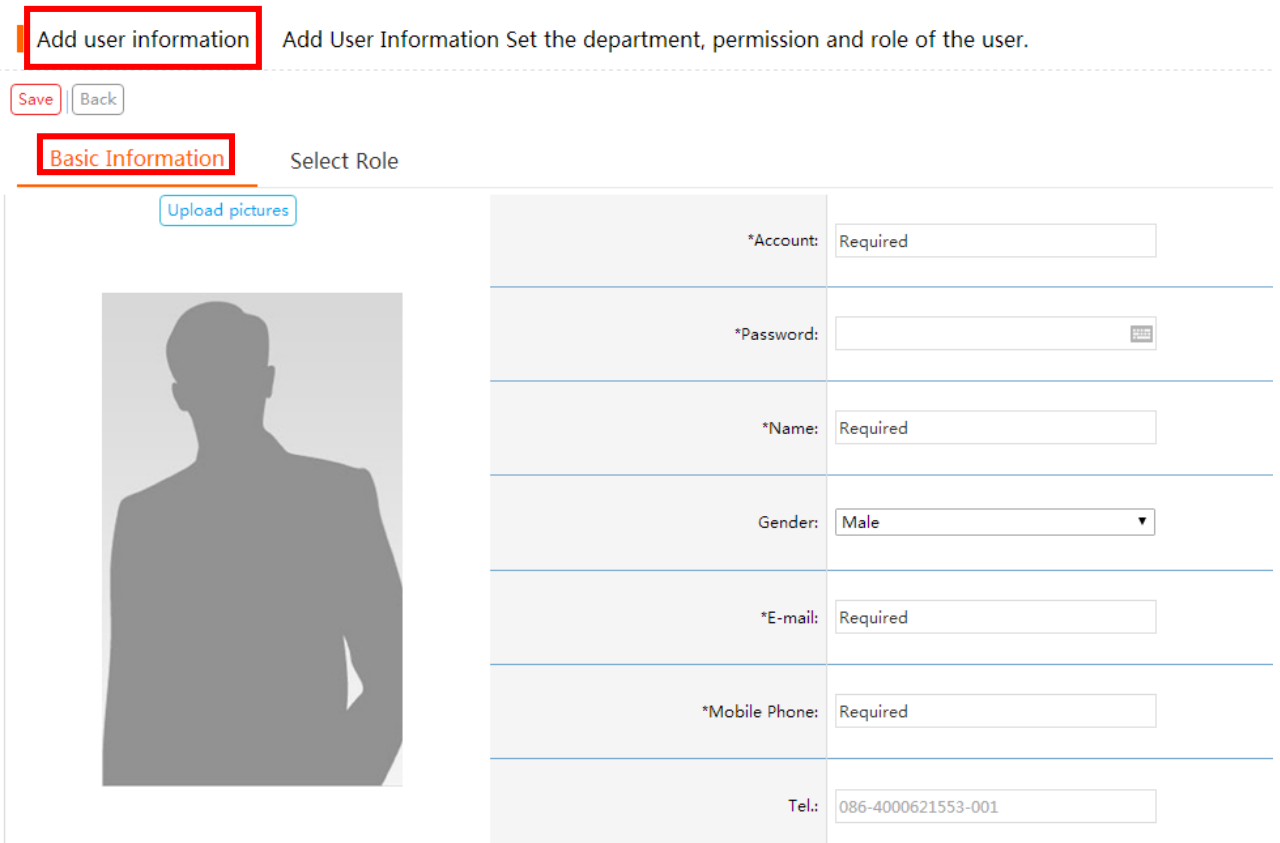 Add user information Add User Information Set the department, permission and role of the user.
Save Back
Basic Information Select Role
Upload pictures
*Account: Required
*Password:
*Name: Required
Gender: Male
*E-mail: Required
*Mobile Phone: Required
Tel.: 086-4000621553-001